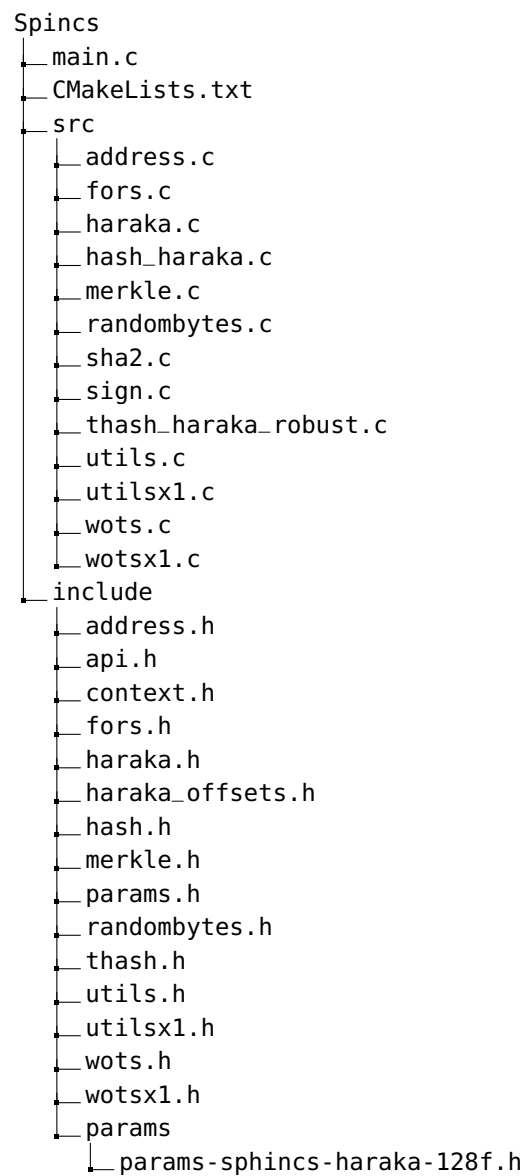 Spincs
main.c
CMakeLists.txt
src
address.c
fors.c
haraka.c
hash_haraka.c
merkle.c
randombytes.c
sha2.c
sign.c
thash_haraka_robust.c
utils.c
utilsx1.c
wots.c
wotsx1.c
include
address.h
api.h
context.h
fors.h
haraka.h
haraka_offsets.h
hash.h
merkle.h
params.h
randombytes.h
thash.h
utils.h
utilsx1.h
wots.h
wotsx1.h
params
params-sphincs-haraka-128f.h